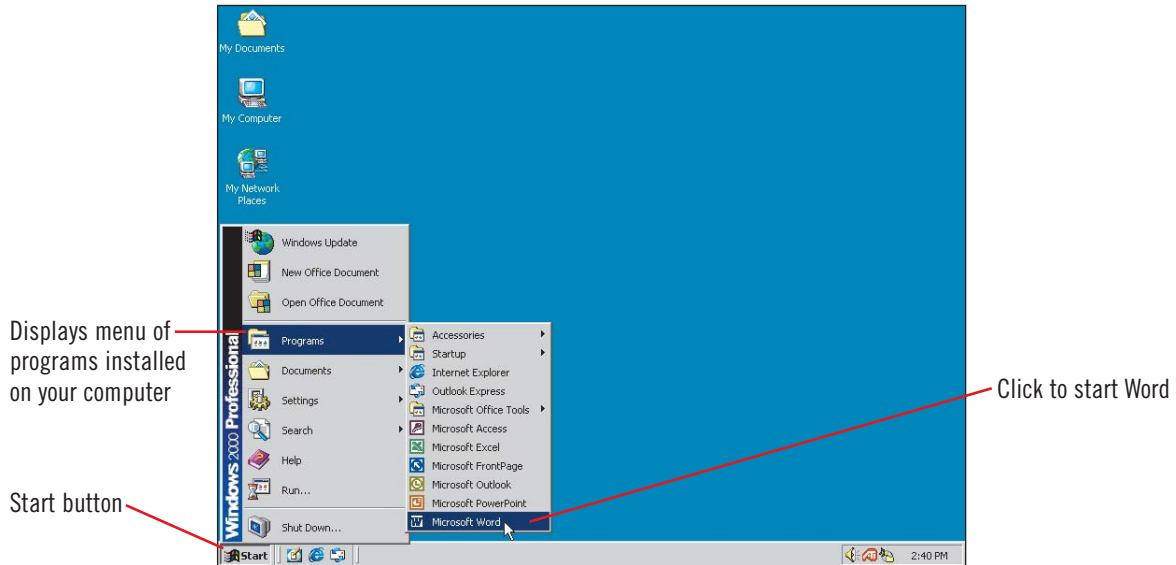 My Documents
My Computer
My Network
Places
Windows Update
New Office Document
Open Office Document
Programs
Documents
Settings
Search
Help
Run...
Shut Down...
Windows 2000 Professional
Accessories
Startup
Internet Explorer
Outlook Express
Microsoft Office Tools
Microsoft Access
Microsoft Excel
Microsoft FrontPage
Microsoft Outlook
Microsoft PowerPoint
Microsoft Word
Start
2:40 PM
Displays menu of
programs installed
on your computer
Start button
Click to start Word